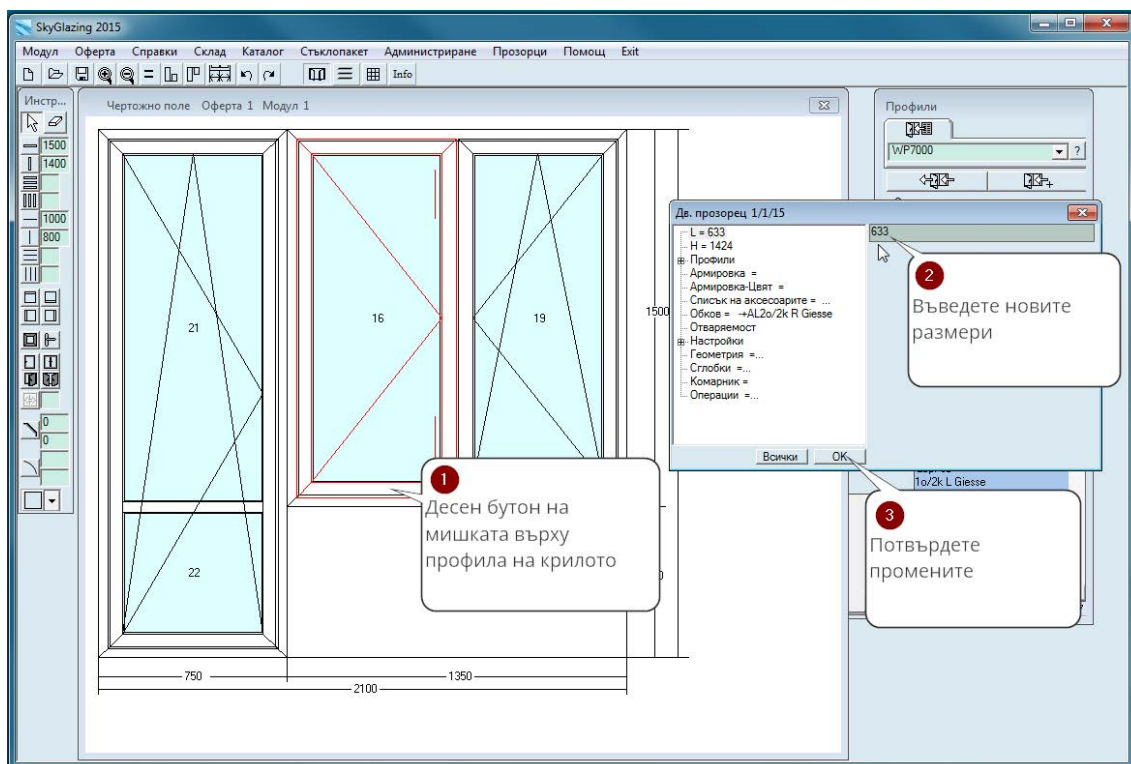 SkyGlazing 2015
Модул Оферта Справки Склад Каталог Стъклопакет Администриране Прозорци Помощ Exit
Info
Инстр...
Чертожно поле Оферта 1 Модул 1
Профили
1500
1400
1000
800
0
0
WP7000
?
21
16
19
22
1500
750
1350
2100
Дв. прозорец 1/1/15
L = 633
H = 1424
Профили
Армировка =
Армировка-Цвят =
Списък на аксесоарите = ...
Обков = →AL2o/2k R Giesse
Отваряемост
Настройки
Геометрия =...
Сглобки =...
Комарник =
Операции =...
633
Всички
OK
1o/2k L Giesse
1
Десен бутон на
мишката върху
профила на крилото
2
Въведете новите
размери
3
Потвърдете
промените